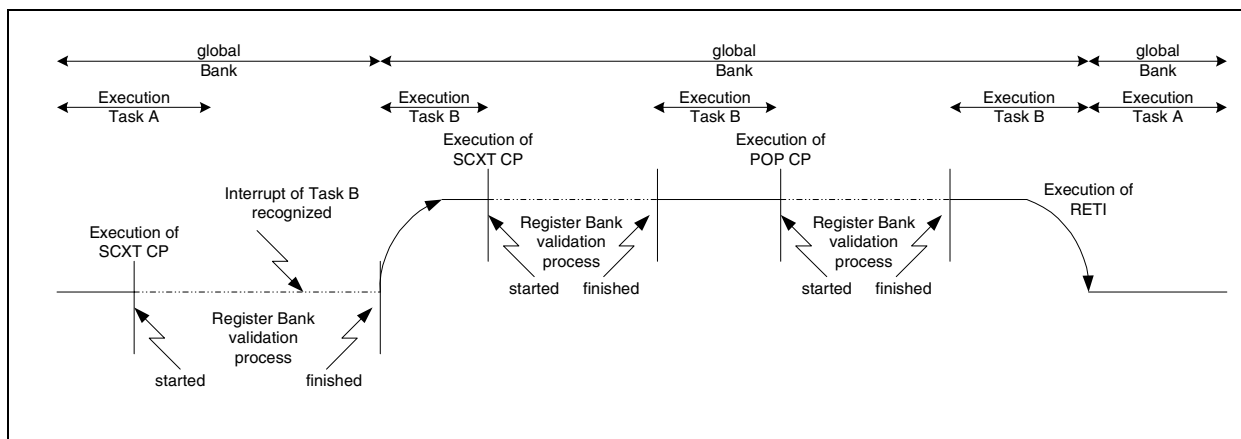 global
Bank
global
Bank
global
Bank
Execution
Task A
Execution
Task B
Execution
Task B
Execution
Task B
Execution
Task A
Execution of
SCXT CP
Execution of
POP CP
Interrupt of Task B
recognized
Execution of
RETI
Register Bank
validation
process
Register Bank
validation
process
Execution of
SCXT CP
started
finished
started
finished
Register Bank
validation
process
started
finished